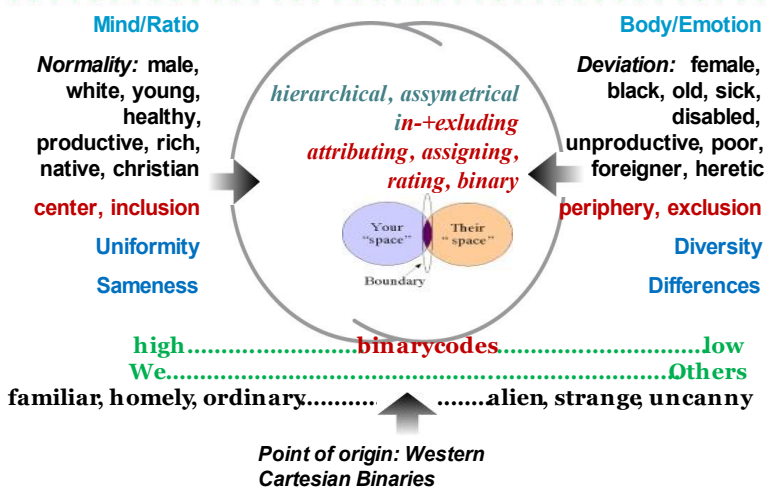 Mind/Ratio
Normality: male,
white, young,
healthy,
productive, rich,
native, christian
center, inclusion
Uniformity
Sameness
hierarchical, assymetrical
in-+exluding
attributing, assigning,
rating, binary
Your
“space”
Their
“space”
Boundary
Body/Emotion
Deviation: female,
black, old, sick,
disabled,
unproductive, poor,
foreigner, heretic
periphery, exclusion
Diversity
Differences
high..............................binarycodes....................................low
We..............................................................................Others
familiar, homely, ordinary............ ........alien, strange, uncanny
Point of origin: Western
Cartesian Binaries